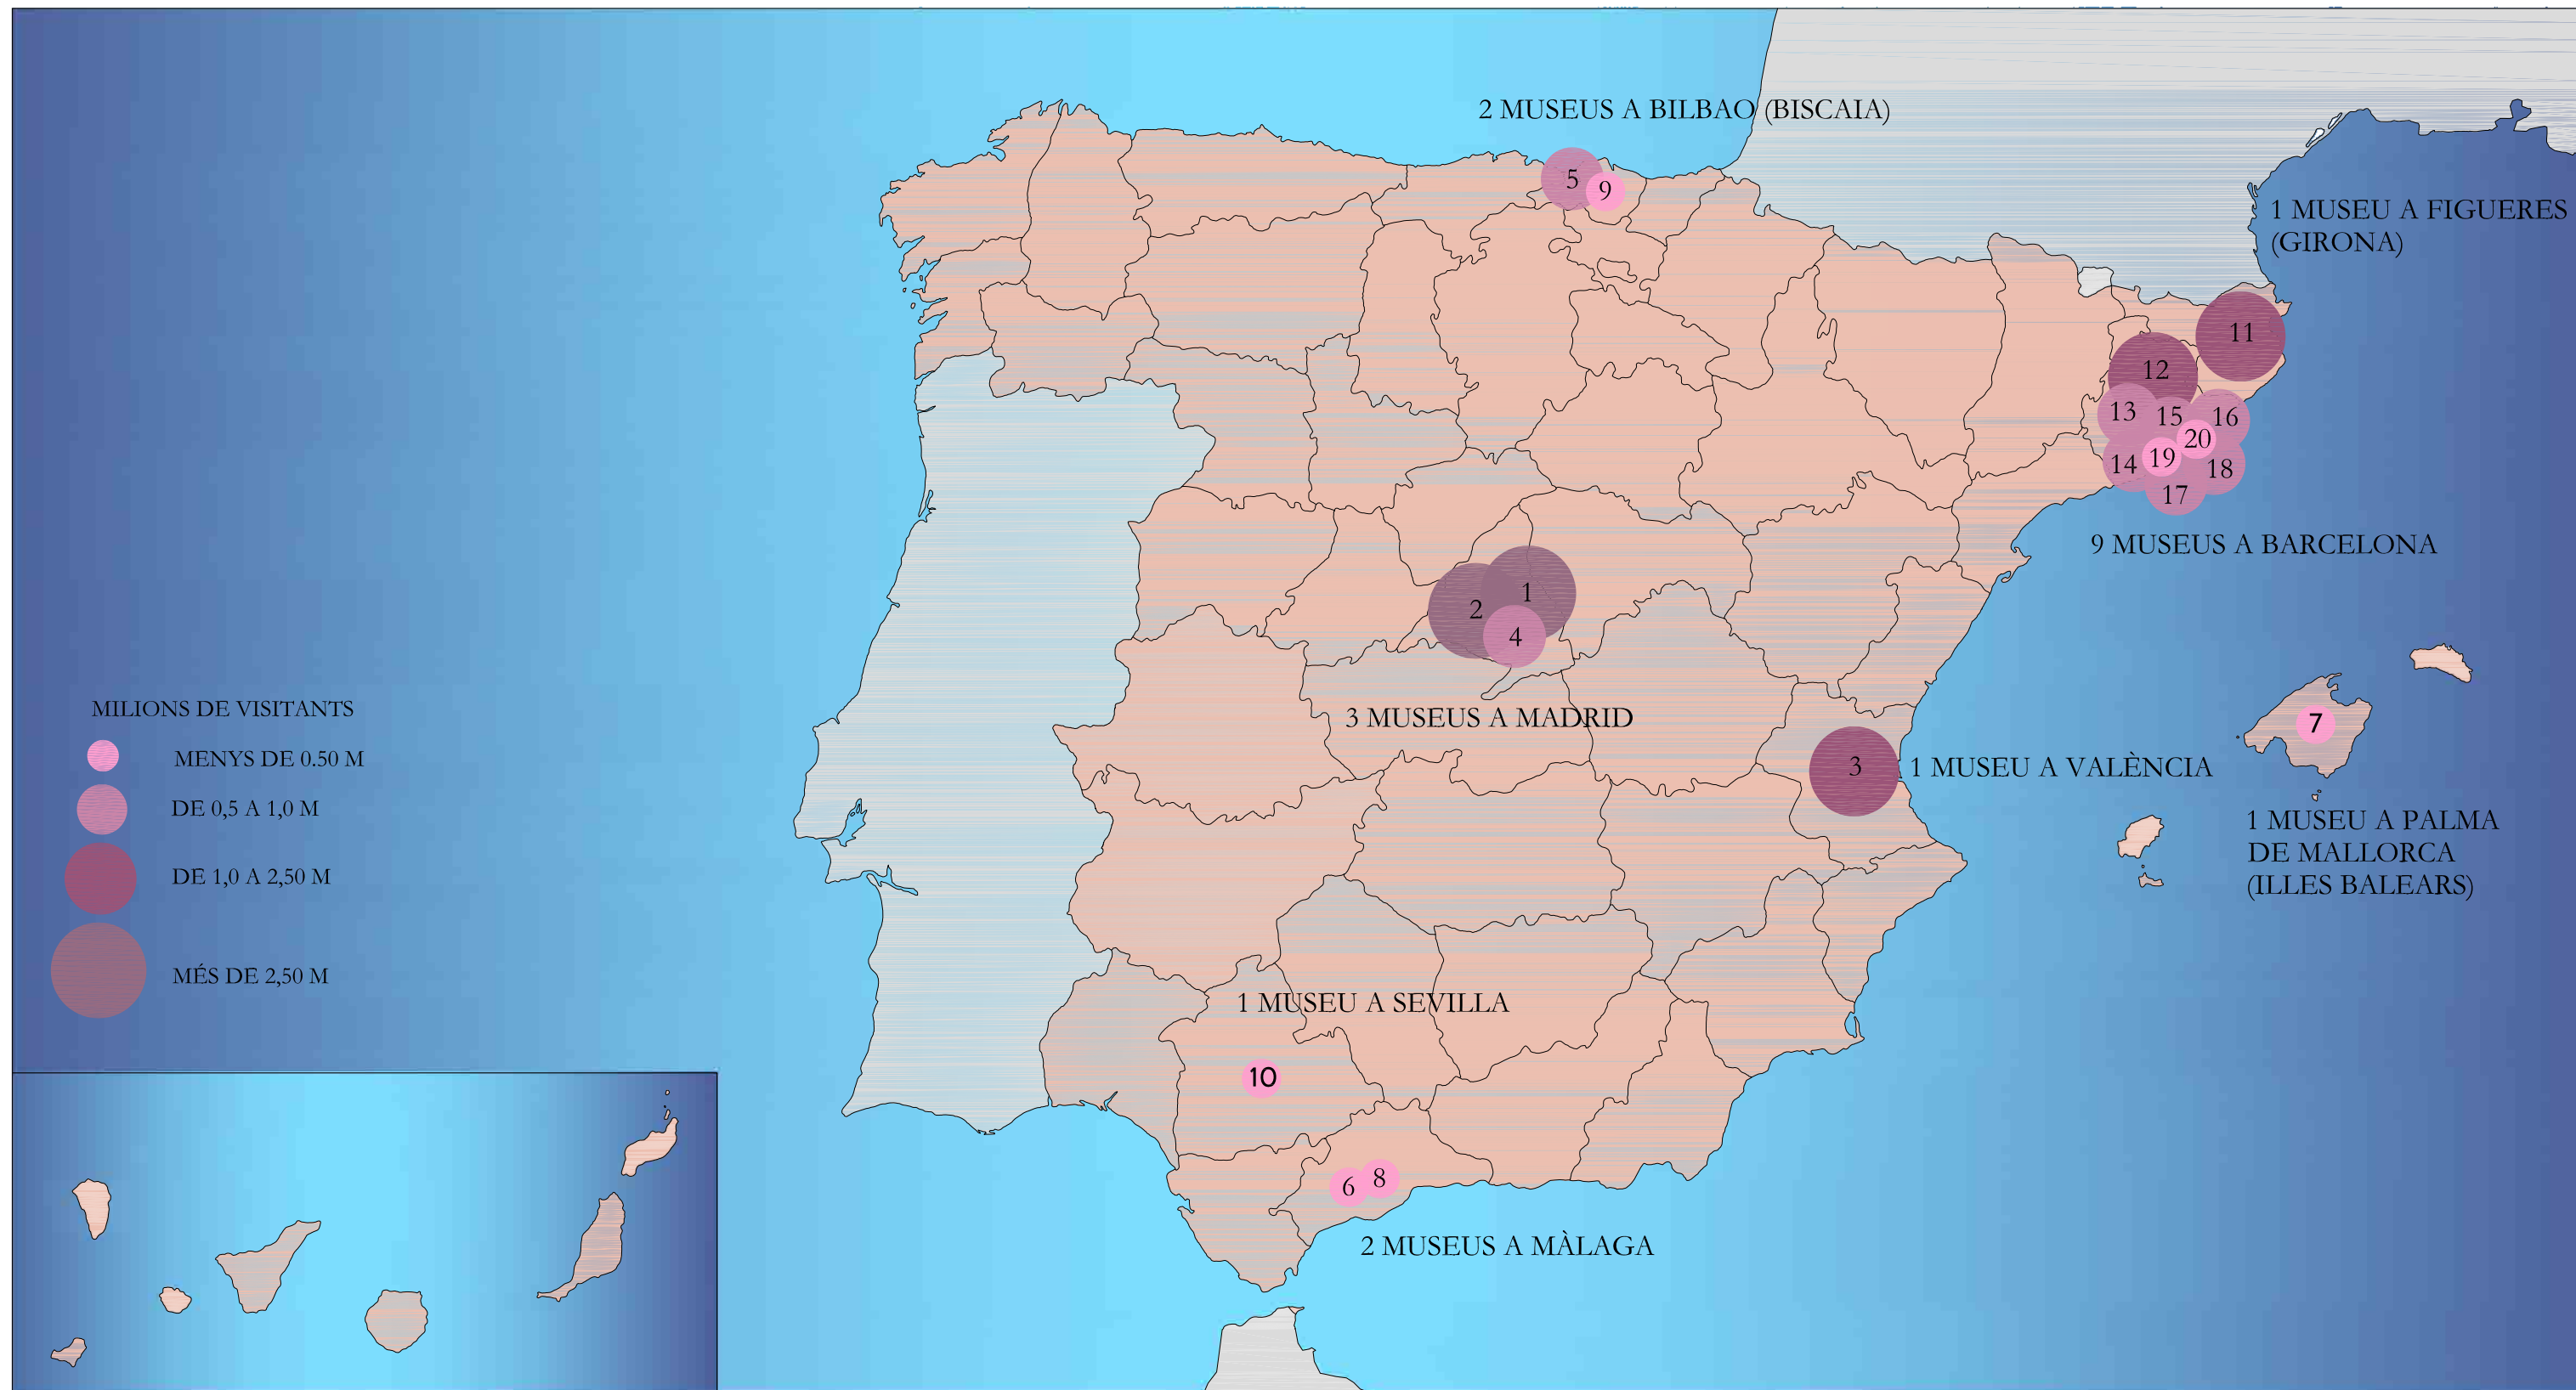 2 MUSEUS A BILBAO (BISCAIA)
5
9
1 MUSEU A FIGUERES
(GIRONA)
11
12
13
15
16
20
14
19
18
17
9 MUSEUS A BARCELONA
1
2
4
3 MUSEUS A MADRID
3
1 MUSEU A VALÈNCIA
7
1 MUSEU A PALMA
DE MALLORCA
(ILLES BALEARS)
MILIONS DE VISITANTS
MENYS DE 0.50 M
DE 0,5 A 1,0 M
DE 1,0 A 2,50 M
MÉS DE 2,50 M
1 MUSEU A SEVILLA
10
6
8
2 MUSEUS A MÀLAGA